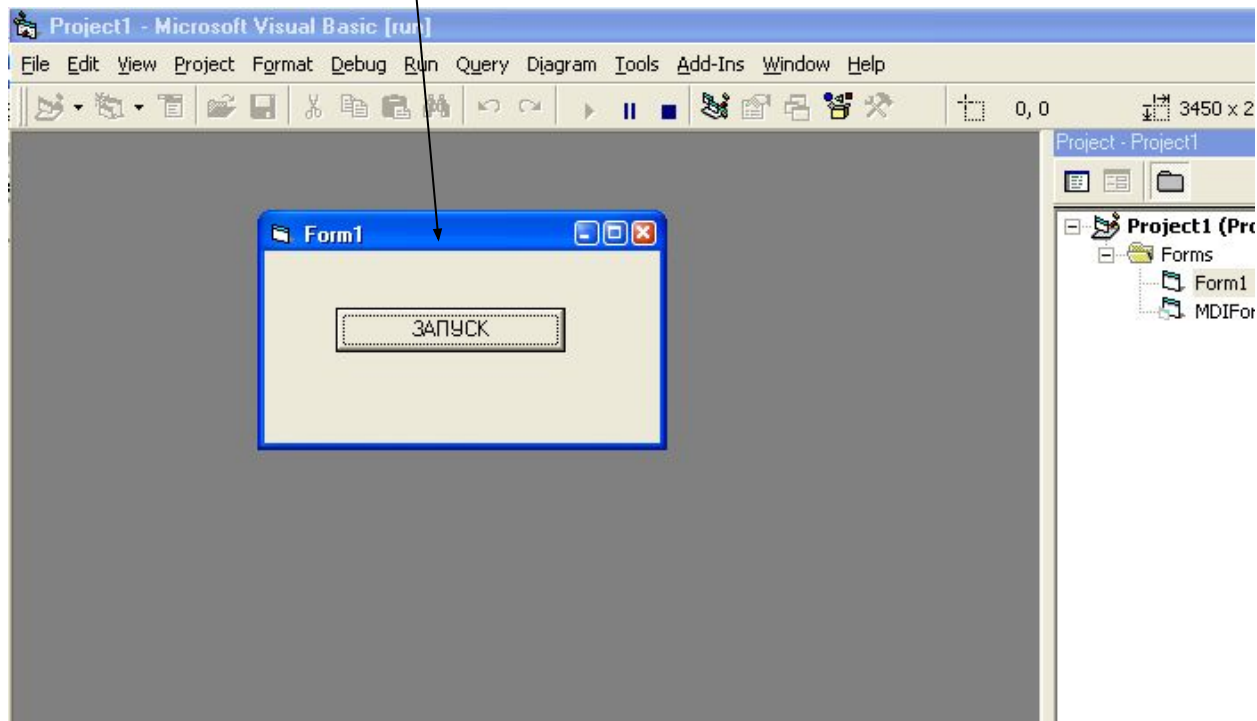 Project1 - Microsoft Visual Basic [run]
File Edit View Project Format Debug Run Query Diagram Tools Add-Ins Window Help
0, 0 3450 x 2
Project - Project1
Form1
Project1 (Pro
Forms
Form1
MDIFor
ЗАПУСК